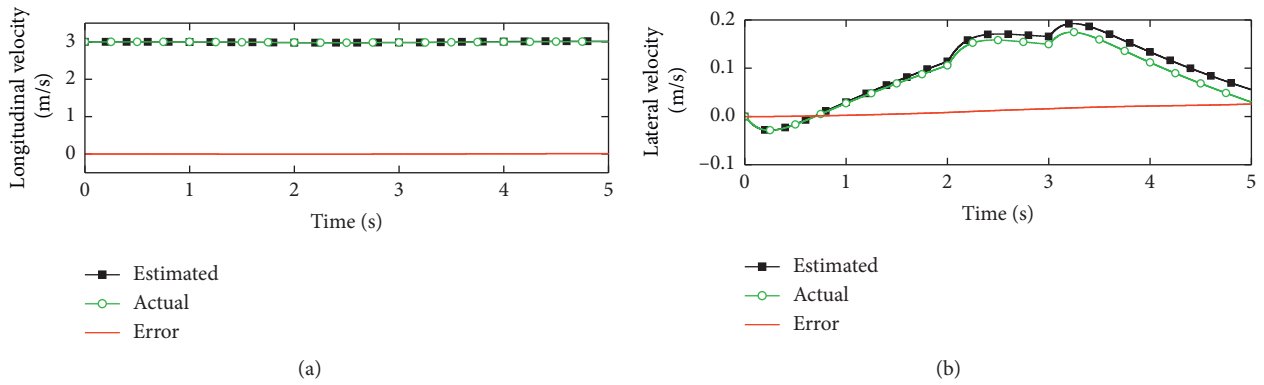 Longitudinal velocity
(m/s)
3
2
1
0
0 1 2 3 4 5
Time (s)
Estimated
Actual
Error
(a)
Lateral velocity
(m/s)
0.2
0.1
0.0
–0.1
0 1 2 3 4 5
Time (s)
Estimated
Actual
Error
(b)